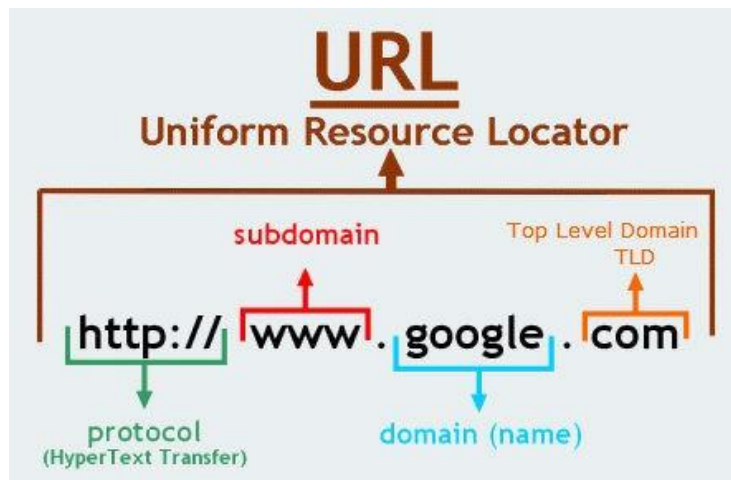 URL
Uniform Resource Locator
subdomain
Top Level Domain
TLD
http:// www . google . com
protocol
(HyperText Transfer)
domain (name)